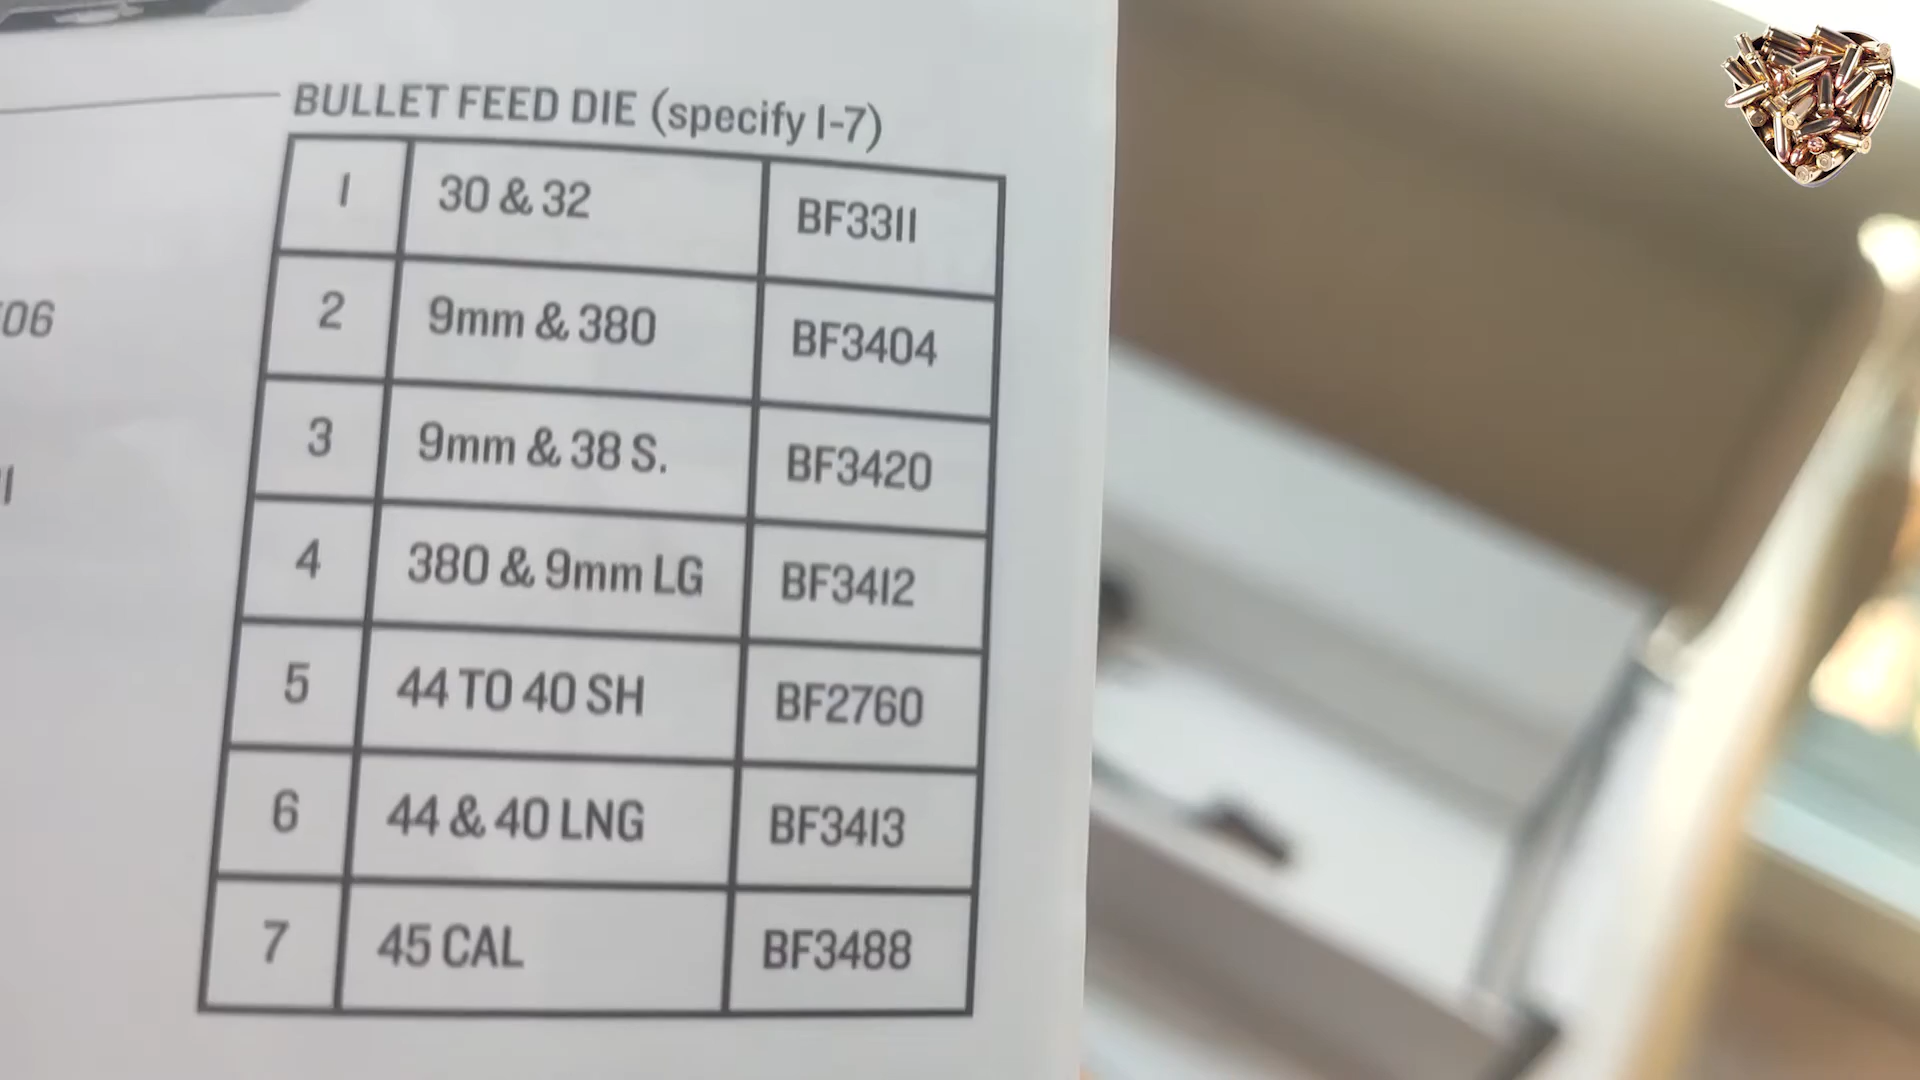 BULLET FEED DIE (specify 1-7)
1 30 & 32 BF3311
2 9mm & 380 BF3404
06
3 9mm & 38 S. BF3420
4 380 & 9mm LG BF3412
5 44 TO 40 SH BF2760
6 44 & 40 LNG BF3413
7 45 CAL BF3488